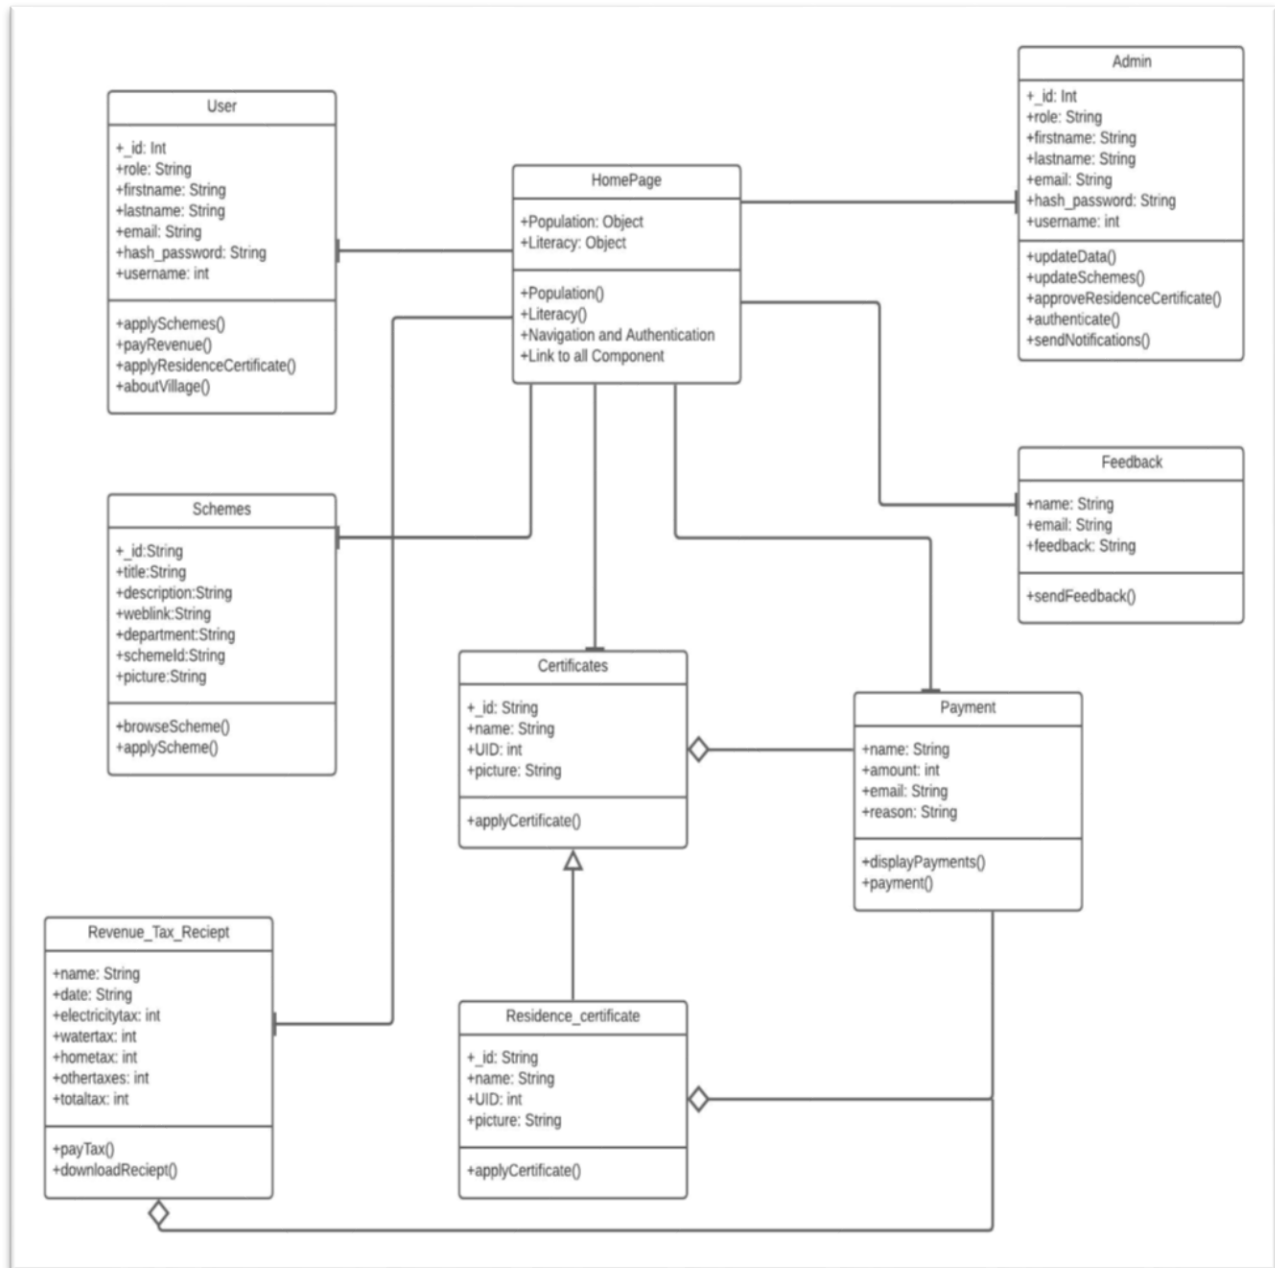 User
+_id: Int
+role: String
+firstname: String
+lastname: String
+email: String
+hash_password: String
+username: int
+applySchemes()
+payRevenue()
+applyResidenceCertificate()
+aboutVillage()
HomePage
+Population: Object
+Literacy: Object
+Population()
+Literacy()
+Navigation and Authentication
+Link to all Component
Admin
+_id: Int
+role: String
+firstname: String
+lastname: String
+email: String
+hash_password: String
+username: int
+updateData()
+updateSchemes()
+approveResidenceCertificate()
+authenticate()
+sendNotifications()
Feedback
+name: String
+email: String
+feedback: String
+sendFeedback()
Schemes
+_id:String
+title:String
+description:String
+weblink:String
+department:String
+schemeId:String
+picture:String
+browseScheme()
+applyScheme()
Certificates
+_id: String
+name: String
+UID: int
+picture: String
+applyCertificate()
Payment
+name: String
+amount: int
+email: String
+reason: String
+displayPayments()
+payment()
Revenue_Tax_Reciept
+name: String
+date: String
+electricitytax: int
+watertax: int
+hometax: int
+othertaxes: int
+totaltax: int
+payTax()
+downloadReciept()
Residence_certificate
+_id: String
+name: String
+UID: int
+picture: String
+applyCertificate()